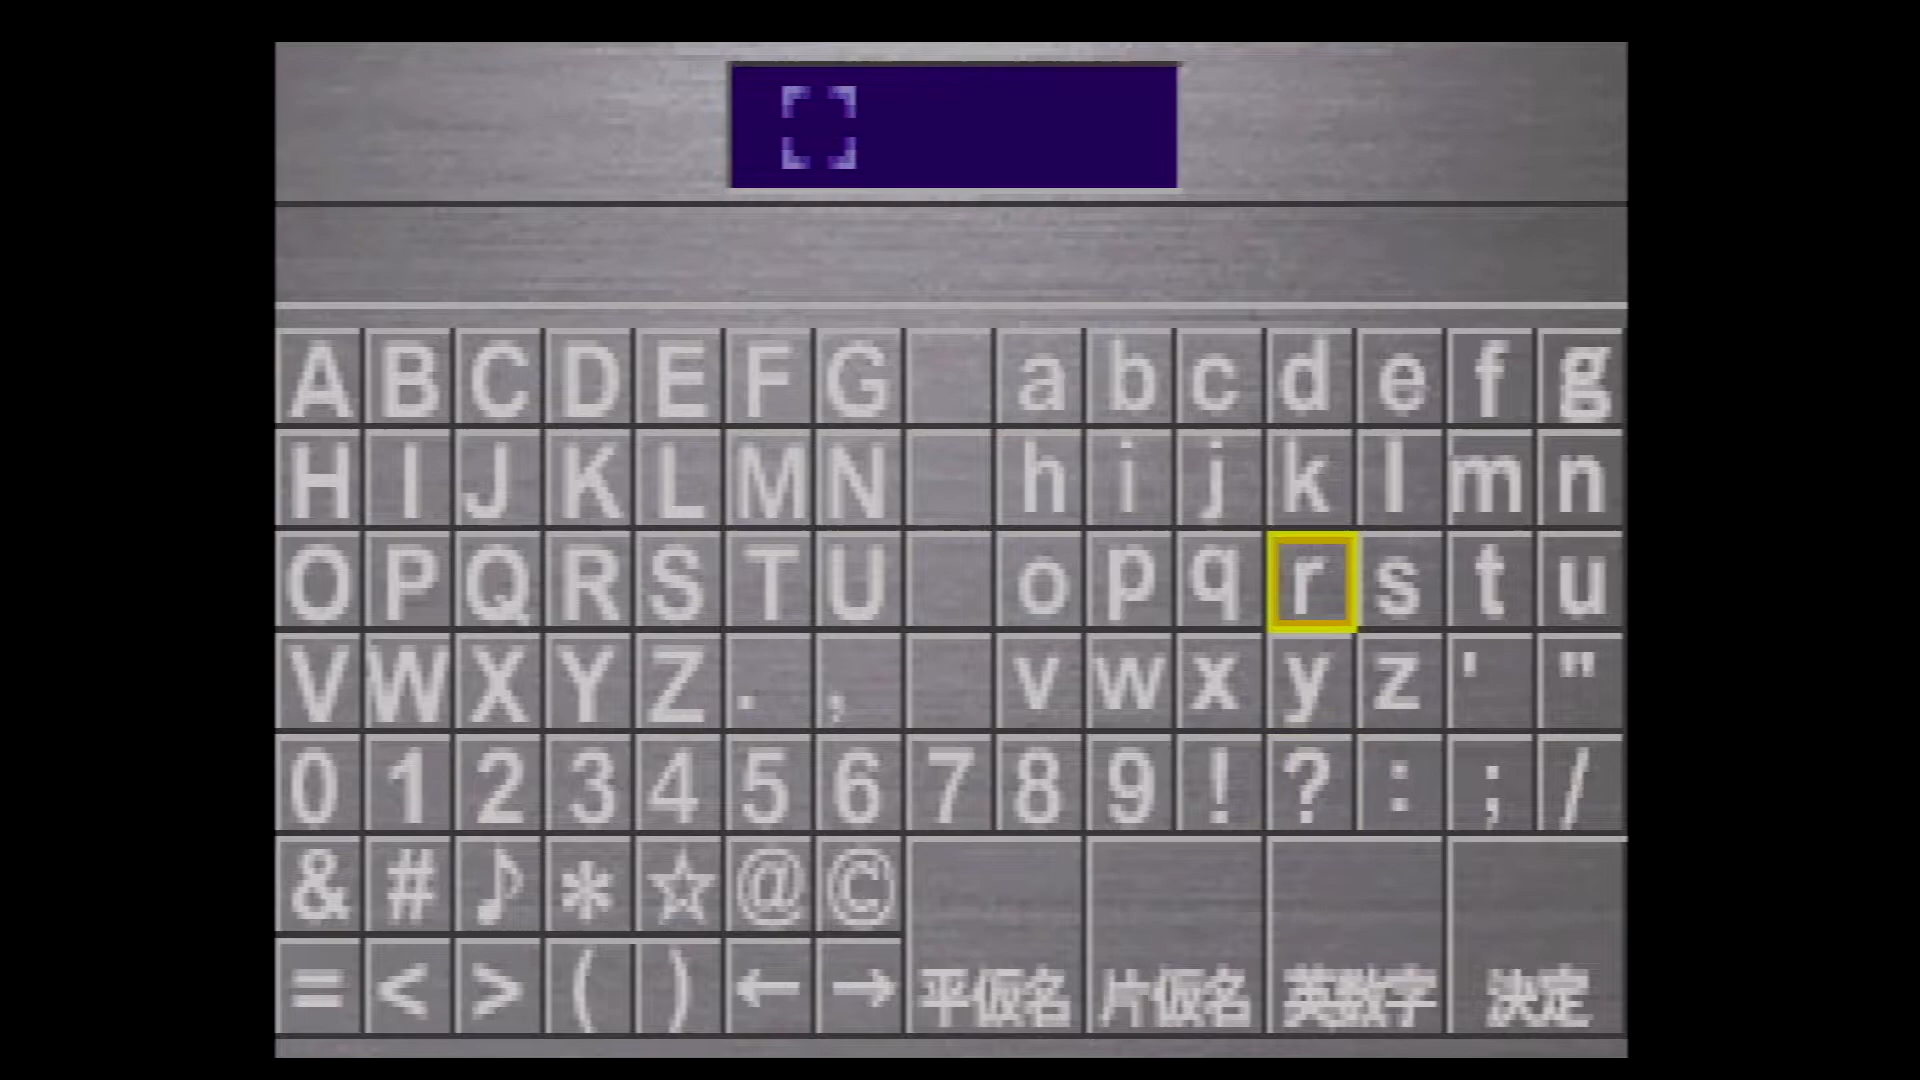 A B C D E F G a b c d e f g
H I J K L M N h i j k l m n
O P Q R S T U o p q r s t u
V W X Y Z . , v w x y z ' "
0 1 2 3 4 5 6 7 8 9 ! ? : ; /
& # ♪ * ☆ @ ©
= < > ( ) ← → 平仮名 片仮名 英数字 決定